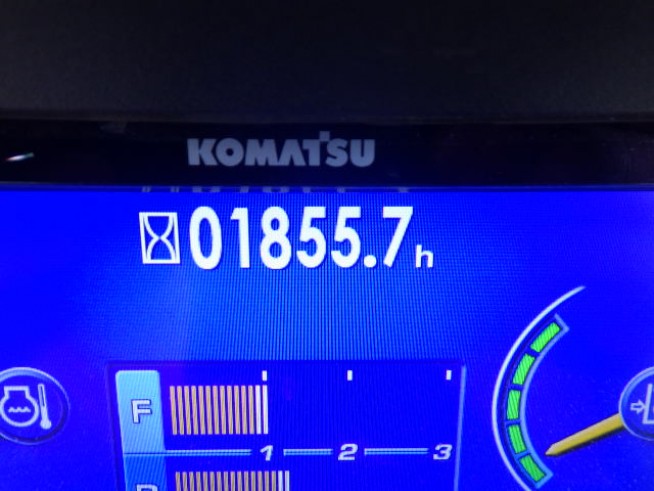 KOMATSU
01855.7h
F
1 2 3